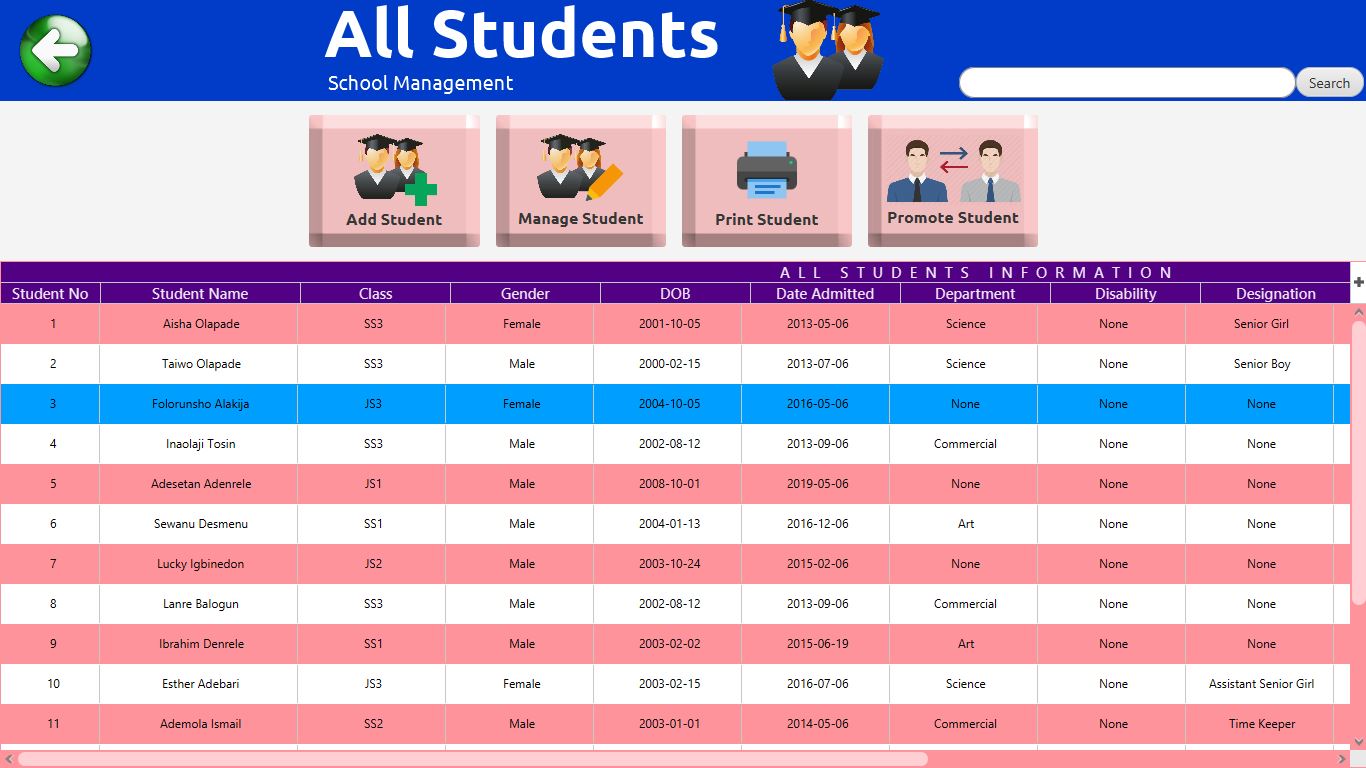 All Students
School Management
Search
Add Student Manage Student Print Student Promote Student
ALL STUDENTS INFORMATION
Student No Student Name Class Gender DOB Date Admitted Department Disability Designation
1 Aisha Olapade SS3 Female 2001-10-05 2013-05-06 Science None Senior Girl
2 Taiwo Olapade SS3 Male 2000-02-15 2013-07-06 Science None Senior Boy
3 Folorunsho Alakija JS3 Female 2004-10-05 2016-05-06 None None None
4 Inaolaji Tosin SS3 Male 2002-08-12 2013-09-06 Commercial None None
5 Adesetan Adenrele JS1 Male 2008-10-01 2019-05-06 None None None
6 Sewanu Desmenu SS1 Male 2004-01-13 2016-12-06 Art None None
7 Lucky Igbinedon JS2 Male 2003-10-24 2015-02-06 None None None
8 Lanre Balogun SS3 Male 2002-08-12 2013-09-06 Commercial None None
9 Ibrahim Denrele SS1 Male 2003-02-02 2015-06-19 Art None None
10 Esther Adebari JS3 Female 2003-02-15 2016-07-06 Science None Assistant Senior Girl
11 Ademola Ismail SS2 Male 2003-01-01 2014-05-06 Commercial None Time Keeper